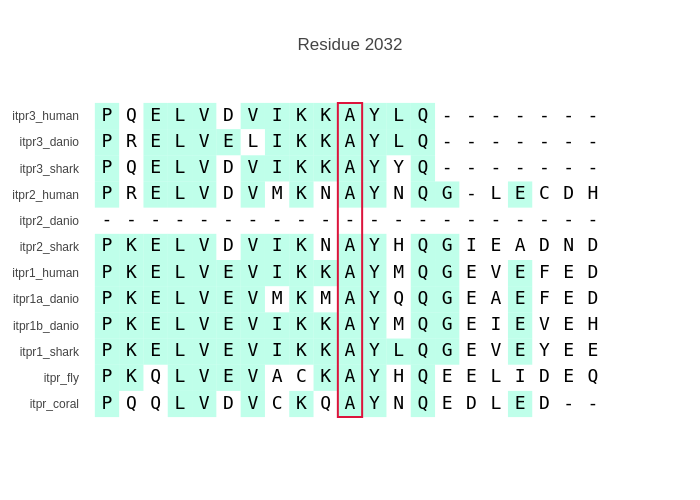 Residue 2032
itpr3_human P Q E L V D V I K K A Y L Q - - - - - - -
itpr3_danio P R E L V E L I K K A Y L Q - - - - - - -
itpr3_shark P Q E L V D V I K K A Y Y Q - - - - - - -
itpr2_human P R E L V D V M K N A Y N Q G - L E C D H
itpr2_danio - - - - - - - - - - - - - - - - - - - - -
itpr2_shark P K E L V D V I K N A Y H Q G I E A D N D
itpr1_human P K E L V E V I K K A Y M Q G E V E F E D
itpr1a_danio P K E L V E V M K M A Y Q Q G E A E F E D
itpr1b_danio P K E L V E V I K K A Y M Q G E I E V E H
itpr1_shark P K E L V E V I K K A Y L Q G E V E Y E E
itpr_fly P K Q L V E V A C K A Y H Q E E L I D E Q
itpr_coral P Q Q L V D V C K Q A Y N Q E D L E D - -